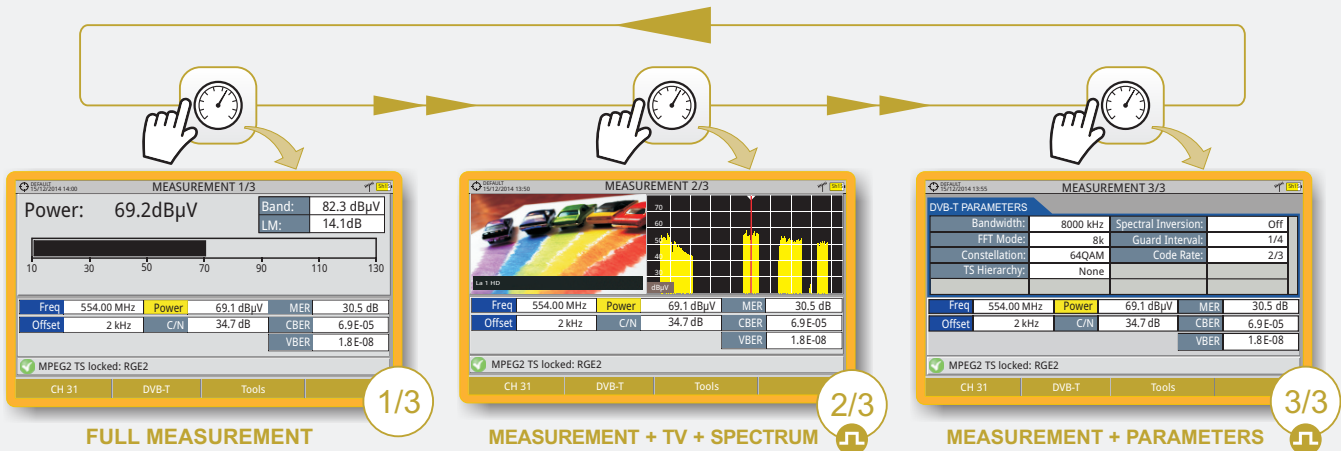 DEFAULT
15/12/2014 14:00
MEASUREMENT 1/3
Sh15
Power: 69.2dBµV
Band: 82.3 dBµV
LM: 14.1dB
10 30 50 70 90 110 130
Freq 554.00 MHz Power 69.1 dBµV MER 30.5 dB
Offset 2 kHz C/N 34.7 dB CBER 6.9E-05
VBER 1.8E-08
MPEG2 TS locked: RGE2
CH 31 DVB-T Tools
1/3
FULL MEASUREMENT
DEFAULT
15/12/2014 13:50
MEASUREMENT 2/3
Sh15
70
60
50
40
30
dBµV
La 1 HD
Freq 554.00 MHz Power 69.1 dBµV MER 30.5 dB
Offset 2 kHz C/N 34.7 dB CBER 6.9E-05
VBER 1.8E-08
MPEG2 TS locked: RGE2
CH 31 DVB-T Tools
2/3
MEASUREMENT + TV + SPECTRUM
DEFAULT
15/12/2014 13:55
MEASUREMENT 3/3
Sh15
DVB-T PARAMETERS
Bandwidth: 8000 kHz Spectral Inversion: Off
FFT Mode: 8k Guard Interval: 1/4
Constellation: 64QAM Code Rate: 2/3
TS Hierarchy: None
Freq 554.00 MHz Power 69.1 dBµV MER 30.5 dB
Offset 2 kHz C/N 34.7 dB CBER 6.9E-05
VBER 1.8E-08
MPEG2 TS locked: RGE2
CH 31 DVB-T Tools
3/3
MEASUREMENT + PARAMETERS